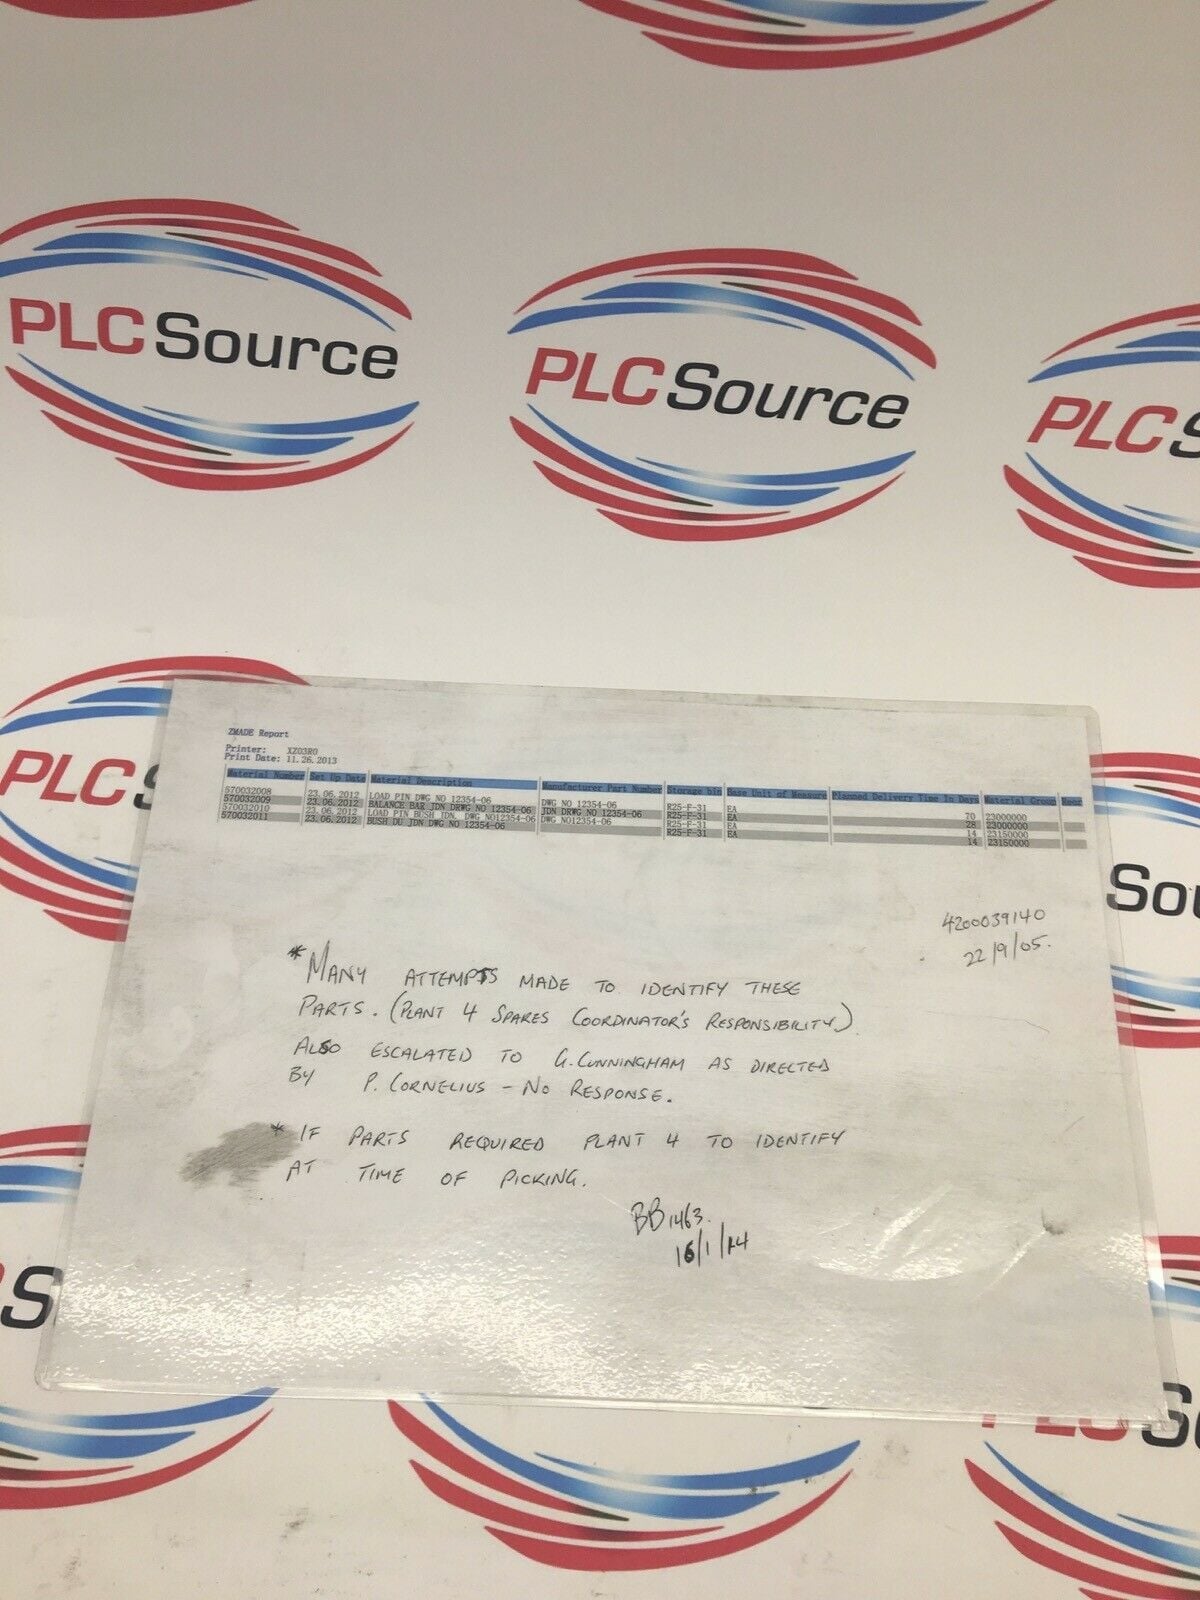 PLC Source
PLC Source
PLC S
PLC S
ZMADE Report
Printer: XZ03R0
Print Date: 11.26.2013
Material Number Set Up Date Material Description Manufacturer Part Number Storage bin Base Unit of Measure Planned Delivery Time In Days Material Group
570032008 23.06.2012 LOAD PIN DWG NO 12354-06 DWG NO 12354-06 R25-F-31 EA 70 23000000
570032009 23.06.2012 BALANCE BAR JDN DRWG NO 12354-06 JDN DRWG NO 12354-06 R25-F-31 EA 28 23000000
570032010 23.06.2012 LOAD PIN BUSH JDN. DWG NO12354-06 DWG NO12354-06 R25-F-31 EA 14 23150000
570032011 23.06.2012 BUSH DU JDN DWG NO 12354-06 R25-F-31 EA 14 23150000
Sou
4200039140
22/9/05.
* MANY ATTEMPTS MADE TO IDENTIFY THESE
PARTS. (PLANT 4 SPARES COORDINATOR'S RESPONSIBILITY)
ALSO ESCALATED TO G. CUNNINGHAM AS DIRECTED
BY P. CORNELIUS - NO RESPONSE.
* IF PARTS REQUIRED PLANT 4 TO IDENTIFY
AT TIME OF PICKING.
BB1463.
16/1/14